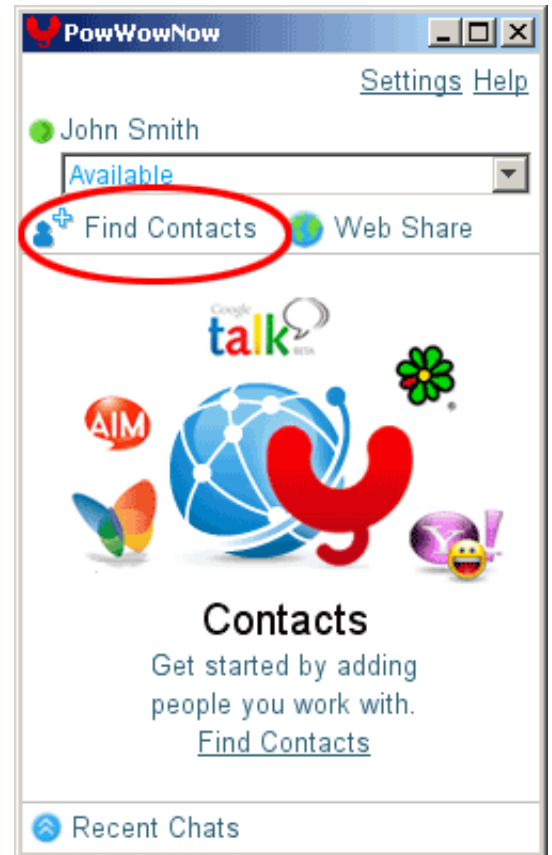 PowWowNow
Settings Help
John Smith
Available
Find Contacts Web Share
Google
talk
BETA
AIM
Y!
Contacts
Get started by adding
people you work with.
Find Contacts
Recent Chats